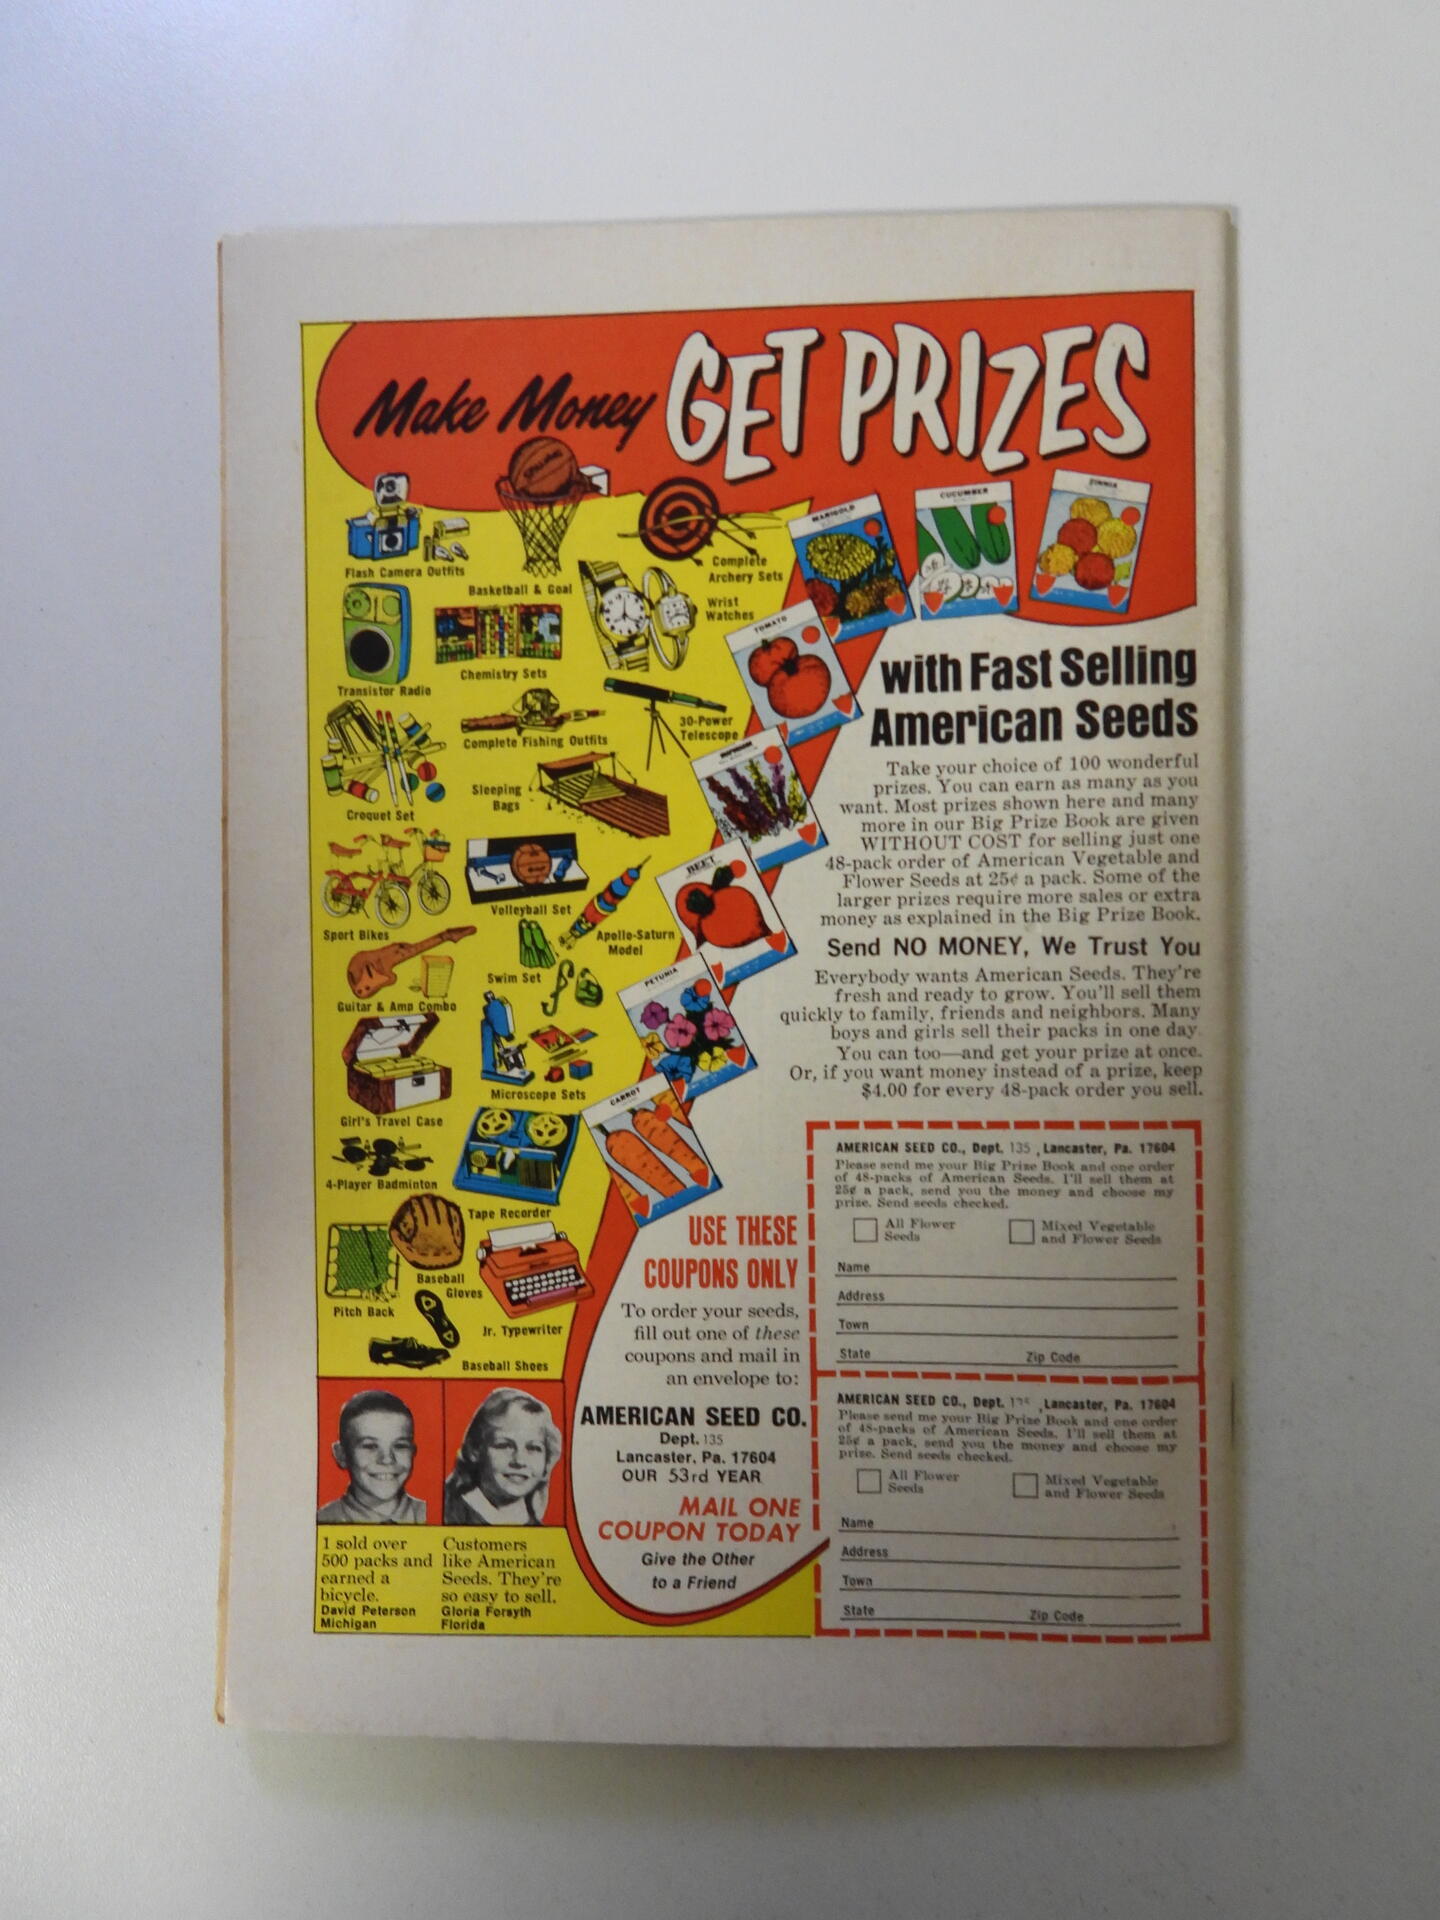 Make Money GET PRIZES
SPALDING
Flash Camera Outfits
Basketball & Goal
Complete
Archery Sets
Wrist
Watches
Transistor Radio
Chemistry Sets
30-Power
Telescope
Complete Fishing Outfits
Croquet Set
Sleeping
Bags
Sport Bikes
Volleyball Set
Apollo-Saturn
Model
Swim Set
Guitar & Amp Combo
Microscope Sets
Girl's Travel Case
4-Player Badminton
Tape Recorder
Baseball
Gloves
Pitch Back
Jr. Typewriter
Baseball Shoes
MARIGOLD
CUCUMBER
ZINNIA
TOMATO
BEET
PETUNIA
CARROT
with Fast Selling
American Seeds
Take your choice of 100 wonderful
prizes. You can earn as many as you
want. Most prizes shown here and many
more in our Big Prize Book are given
WITHOUT COST for selling just one
48-pack order of American Vegetable and
Flower Seeds at 25¢ a pack. Some of the
larger prizes require more sales or extra
money as explained in the Big Prize Book.
Send NO MONEY, We Trust You
Everybody wants American Seeds. They're
fresh and ready to grow. You'll sell them
quickly to family, friends and neighbors. Many
boys and girls sell their packs in one day.
You can too—and get your prize at once.
Or, if you want money instead of a prize, keep
$4.00 for every 48-pack order you sell.
USE THESE
COUPONS ONLY
To order your seeds,
fill out one of these
coupons and mail in
an envelope to:
AMERICAN SEED CO.
Dept. 135
Lancaster, Pa. 17604
OUR 53rd YEAR
MAIL ONE
COUPON TODAY
Give the Other
to a Friend
1 sold over
500 packs and
earned a
bicycle.
David Peterson
Michigan
Customers
like American
Seeds. They're
so easy to sell.
Gloria Forsyth
Florida
AMERICAN SEED CO., Dept. 135 , Lancaster, Pa. 17604
Please send me your Big Prize Book and one order
of 48-packs of American Seeds. I'll sell them at
25¢ a pack, send you the money and choose my
prize. Send seeds checked.
All Flower
Seeds
Mixed Vegetable
and Flower Seeds
Name
Address
Town
State Zip Code
AMERICAN SEED CO., Dept. 135 , Lancaster, Pa. 17604
Please send me your Big Prize Book and one order
of 48-packs of American Seeds. I'll sell them at
25¢ a pack, send you the money and choose my
prize. Send seeds checked.
All Flower
Seeds
Mixed Vegetable
and Flower Seeds
Name
Address
Town
State Zip Code